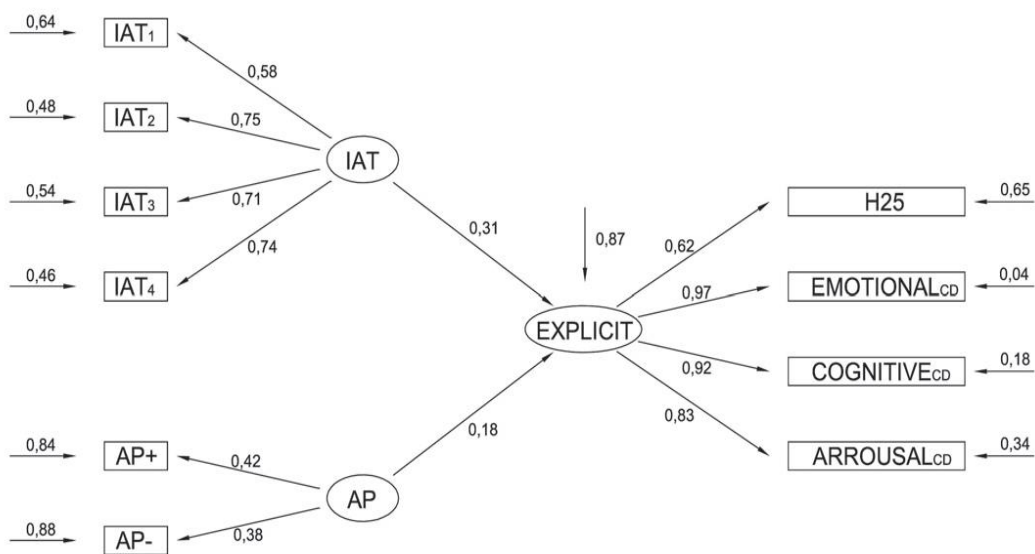 0,64
IAT1
0,58
0,48
IAT2
0,75
IAT
0,54
IAT3
0,71
0,31
0,46
IAT4
0,74
0,87
0,62
H25
0,65
0,97
EMOTIONALCD
0,04
EXPLICIT
0,92
COGNITIVECD
0,18
0,83
ARROUSALCD
0,34
0,18
0,84
AP+
0,42
AP
0,88
AP-
0,38